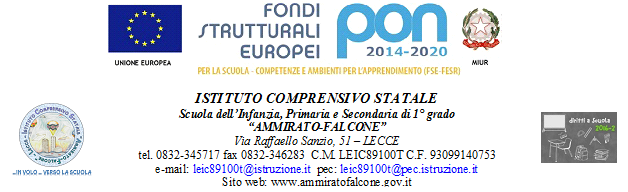 FONDI
STRUTTURALI
EUROPEI
pon
2014-2020
UNIONE EUROPEA
MIUR
PER LA SCUOLA - COMPETENZE E AMBIENTI PER L'APPRENDIMENTO (FSE-FESR)
ISTITUTO COMPRENSIVO STATALE
Scuola dell'Infanzia, Primaria e Secondaria di 1° grado
"AMMIRATO-FALCONE"
Via Raffaello Sanzio, 51 – LECCE
tel. 0832-345717 fax 0832-346283 C.M. LEIC89100T C.F. 93099140753
e-mail: leic89100t@istruzione.it pec: leic89100t@pec.istruzione.it
Sito web: www.ammiratofalcone.gov.it
...IN VOLO ... VERSO LA SCUOLA
diritti a Scuola